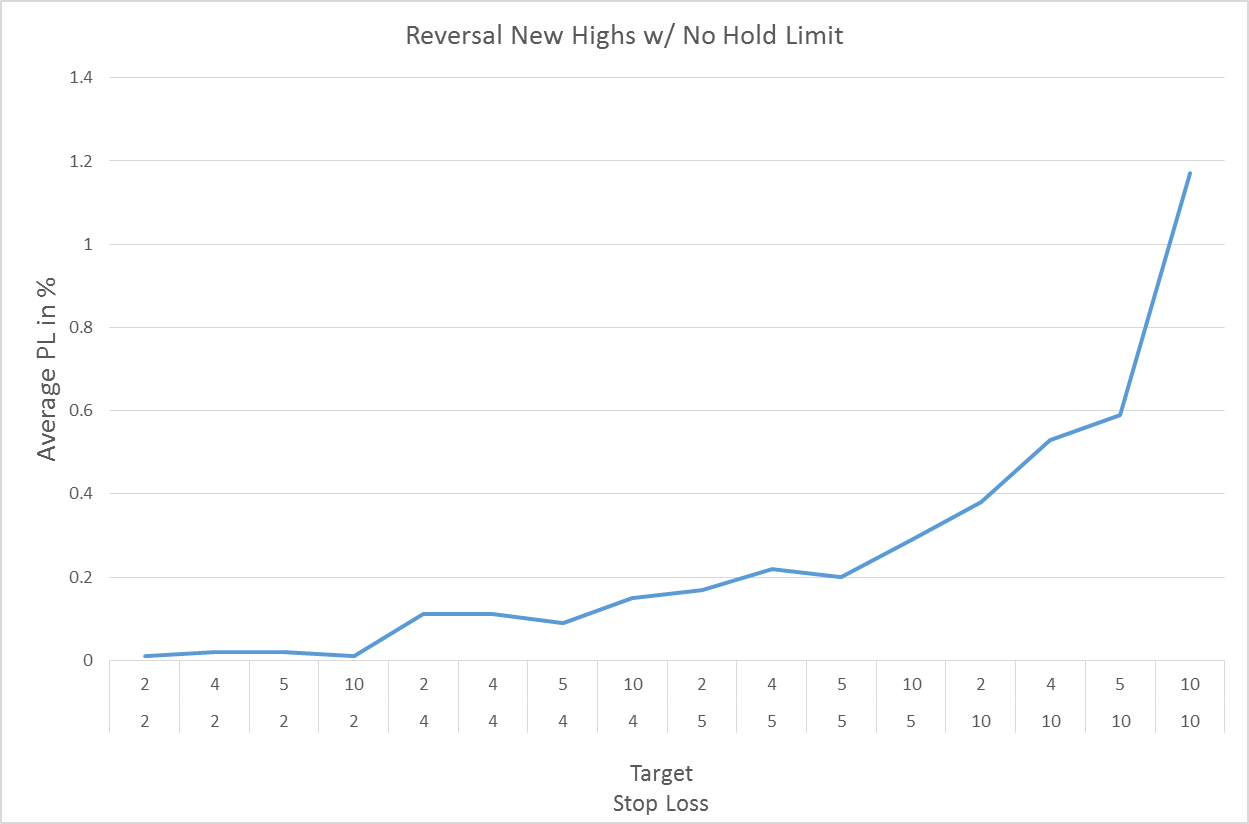 Reversal New Highs w/ No Hold Limit
1.4
1.2
1
0.8
0.6
0.4
0.2
0
Average PL in %
2 4 5 10 2 4 5 10 2 4 5 10 2 4 5 10
2 2 2 2 4 4 4 4 5 5 5 5 10 10 10 10
Target
Stop Loss